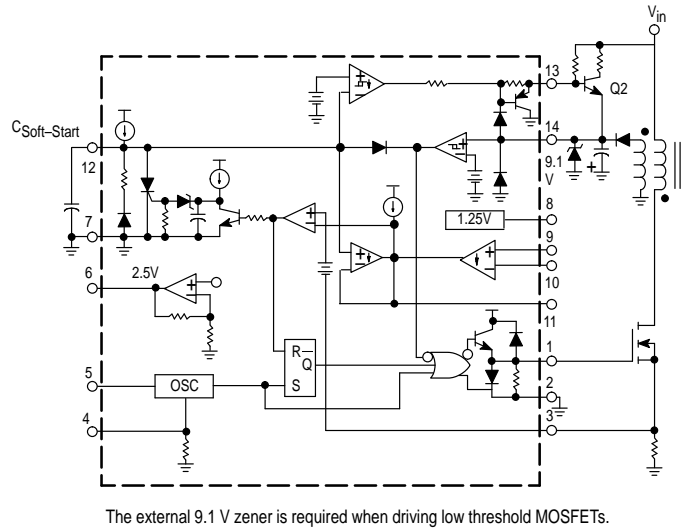 Vin
13
Q2
CSoft–Start
14
12
9.1
V
8
1.25V
7
9
6
2.5V
10
11
R
Q
1
5
OSC
S
2
4
3
The external 9.1 V zener is required when driving low threshold MOSFETs.